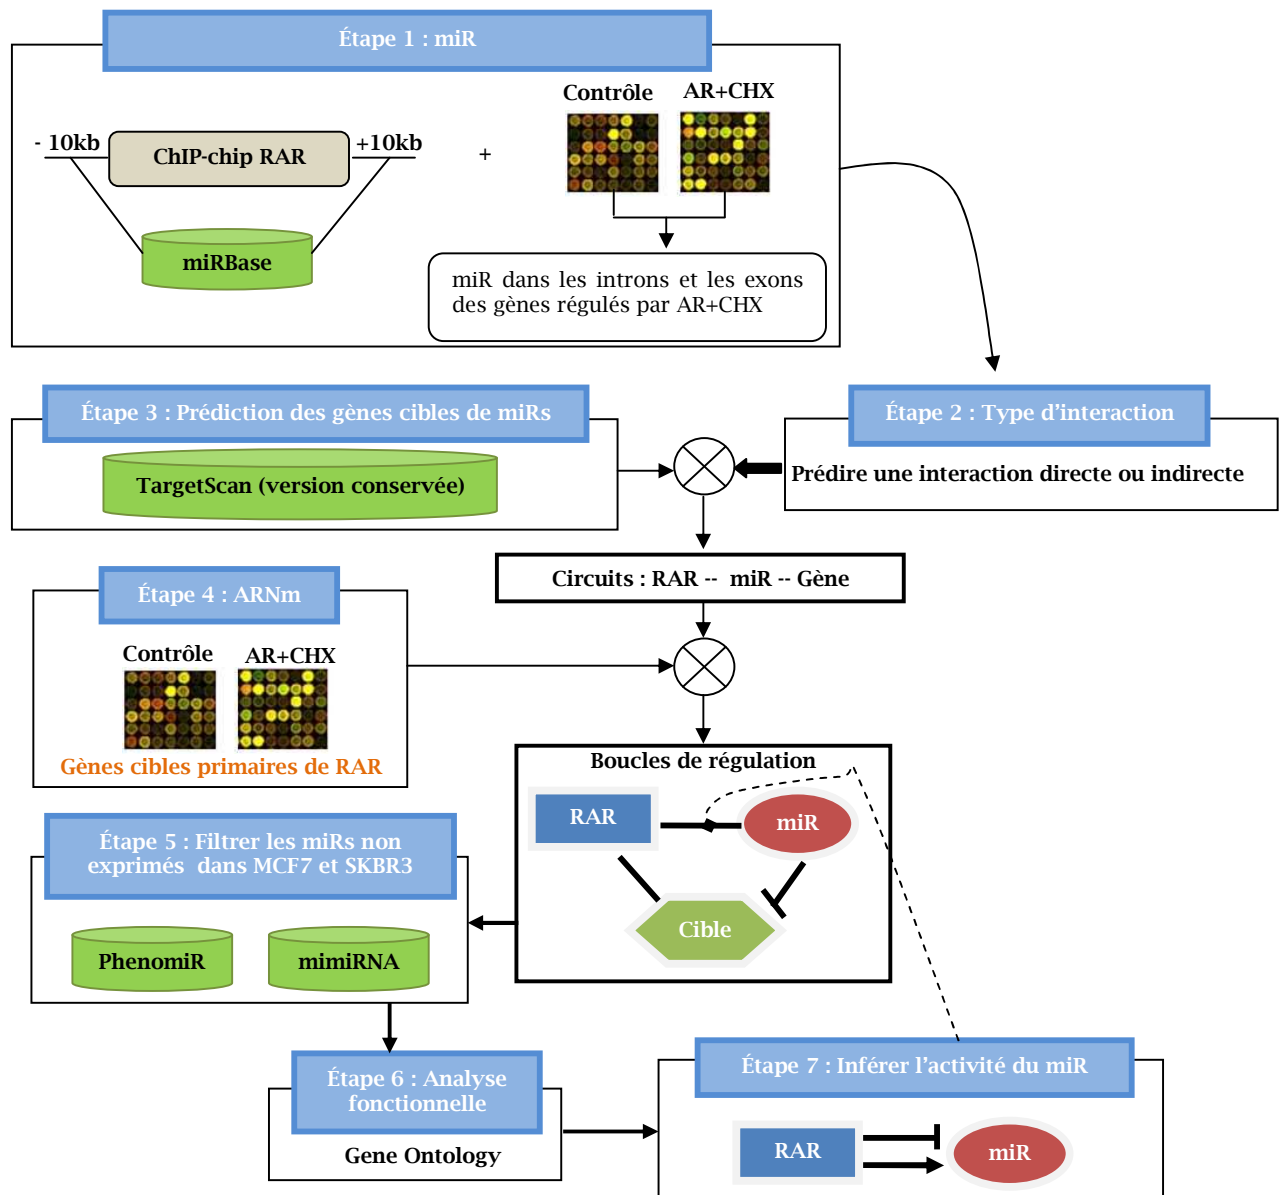 Étape 1 : miR
Contrôle
AR+CHX
- 10kb
ChIP-chip RAR
+10kb
+
miRBase
miR dans les introns et les exons
des gènes régulés par AR+CHX
Étape 3 : Prédiction des gènes cibles de miRs
TargetScan (version conservée)
Étape 2 : Type d'interaction
Prédire une interaction directe ou indirecte
Circuits : RAR -- miR -- Gène
Étape 4 : ARNm
Contrôle
AR+CHX
Gènes cibles primaires de RAR
Boucles de régulation
RAR
miR
Cible
Étape 5 : Filtrer les miRs non
exprimés dans MCF7 et SKBR3
PhenomiR
mimiRNA
Étape 6 : Analyse
fonctionnelle
Gene Ontology
Étape 7 : Inférer l'activité du miR
RAR
miR